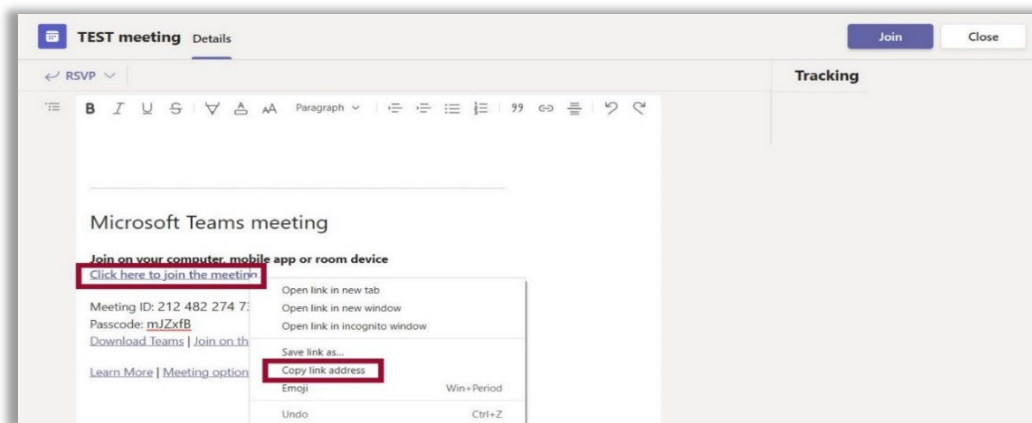 TEST meeting Details Join Close
RSVP Tracking
B I U S AA Paragraph
Microsoft Teams meeting
Join on your computer, mobile app or room device
Click here to join the meeting
Open link in new tab
Meeting ID: 212 482 274 Open link in new window
Passcode: mJZxfB Open link in incognito window
Download Teams | Join on th
Save link as...
Learn More | Meeting option Copy link address
Emoji Win+Period
Undo Ctrl+Z